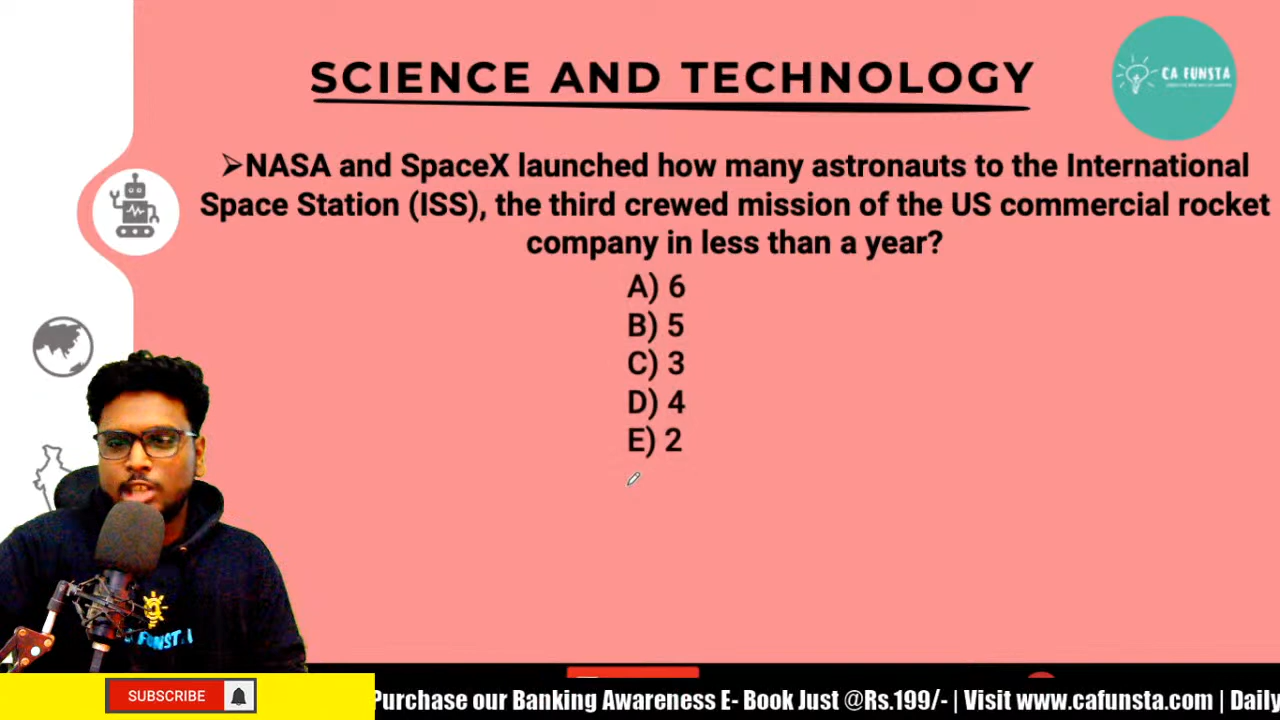 SCIENCE AND TECHNOLOGY
CA FUNSTA
➢NASA and SpaceX launched how many astronauts to the International
Space Station (ISS), the third crewed mission of the US commercial rocket
company in less than a year?
A) 6
B) 5
C) 3
D) 4
E) 2
CA FUNSTA
SUBSCRIBE
Purchase our Banking Awareness E- Book Just @Rs.199/- | Visit www.cafunsta.com | Daily